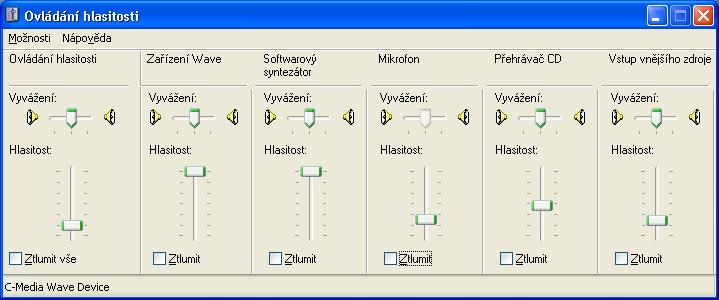 Ovládání hlasitosti
Možnosti Nápověda
Ovládání hlasitosti
Vyvážení:
Hlasitost:
Ztlumit vše
Zařízení Wave
Vyvážení:
Hlasitost:
Ztlumit
Softwarový
syntezátor
Vyvážení:
Hlasitost:
Ztlumit
Mikrofon
Vyvážení:
Hlasitost:
Ztlumit
Přehrávač CD
Vyvážení:
Hlasitost:
Ztlumit
Vstup vnějšího zdroje
Vyvážení:
Hlasitost:
Ztlumit
C-Media Wave Device